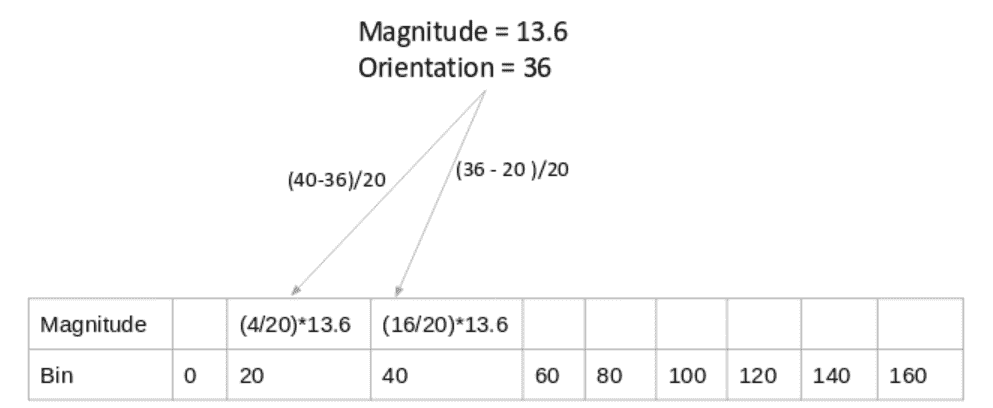 Magnitude = 13.6
Orientation = 36
(40-36)/20
(36 - 20 )/20
Magnitude (4/20)*13.6 (16/20)*13.6
Bin 0 20 40 60 80 100 120 140 160